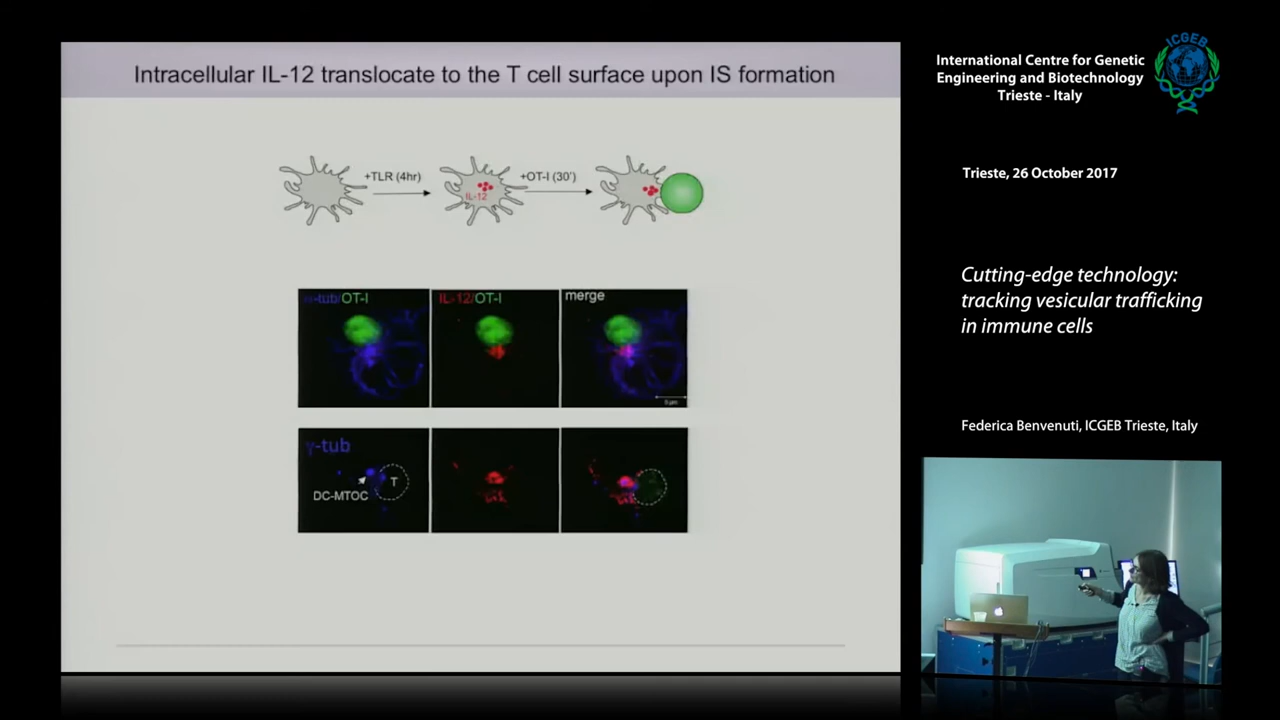 Intracellular IL-12 translocate to the T cell surface upon IS formation
+TLR (4hr)
+OT-I (30')
IL-12
α-tub/OT-I
IL-12/OT-I
merge
γ-tub
T
DC-MTOC
ICGEB
International Centre for Genetic
Engineering and Biotechnology
Trieste - Italy
Trieste, 26 October 2017
Cutting-edge technology:
tracking vesicular trafficking
in immune cells
Federica Benvenuti, ICGEB Trieste, Italy